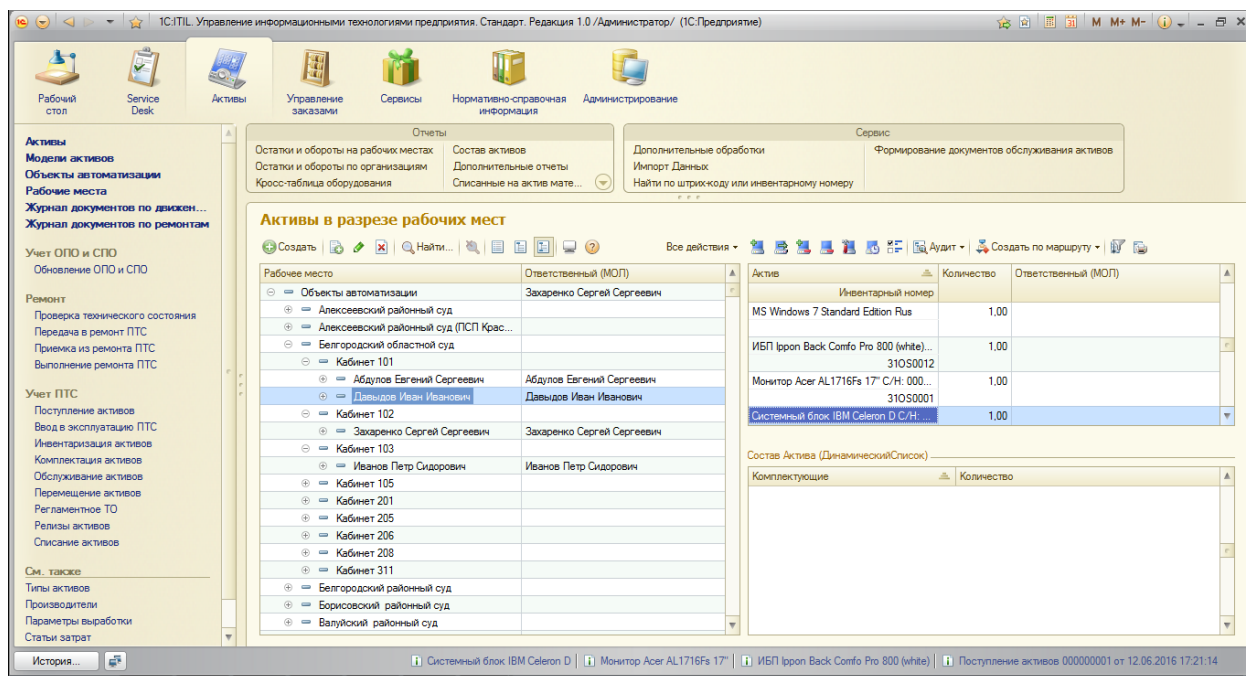 1С:ITIL. Управление информационными технологиями предприятия. Стандарт. Редакция 1.0 /Администратор/ (1С:Предприятие)
M M+ M-
Рабочий стол
Service Desk
Активы
Управление заказами
Сервисы
Нормативно-справочная информация
Администрирование
Активы
Модели активов
Объекты автоматизации
Рабочие места
Журнал документов по движен...
Журнал документов по ремонтам
Учет ОПО и СПО
Обновление ОПО и СПО
Ремонт
Проверка технического состояния
Передача в ремонт ПТС
Приемка из ремонта ПТС
Выполнение ремонта ПТС
Учет ПТС
Поступление активов
Ввод в эксплуатацию ПТС
Инвентаризация активов
Комплектация активов
Обслуживание активов
Перемещение активов
Регламентное ТО
Релизы активов
Списание активов
См. также
Типы активов
Производители
Параметры выработки
Статьи затрат
Отчеты
Остатки и обороты на рабочих местах
Состав активов
Остатки и обороты по организациям
Дополнительные отчеты
Кросс-таблица оборудования
Списанные на актив мате...
Сервис
Дополнительные обработки
Формирование документов обслуживания активов
Импорт Данных
Найти по штрих-коду или инвентарному номеру
Активы в разрезе рабочих мест
Создать
Найти...
Все действия
Аудит
Создать по маршруту
Рабочее место Ответственный (МОЛ)
Объекты автоматизации Захаренко Сергей Сергеевич
Алексеевский районный суд
Алексеевский районный суд (ПСП Крас...
Белгородский областной суд
Кабинет 101
Абдулов Евгений Сергеевич Абдулов Евгений Сергеевич
Давыдов Иван Иванович Давыдов Иван Иванович
Кабинет 102
Захаренко Сергей Сергеевич Захаренко Сергей Сергеевич
Кабинет 103
Иванов Петр Сидорович Иванов Петр Сидорович
Кабинет 105
Кабинет 201
Кабинет 205
Кабинет 206
Кабинет 208
Кабинет 311
Белгородский районный суд
Борисовский районный суд
Валуйский районный суд
Актив Количество Ответственный (МОЛ)
Инвентарный номер
MS Windows 7 Standard Edition Rus 1,00
ИБП Ippon Back Comfo Pro 800 (white)... 1,00
31OS0012
Монитор Acer AL1716Fs 17" С/Н: 000... 1,00
31OS0001
Системный блок IBM Celeron D С/Н: ... 1,00
Состав Актива (ДинамическийСписок)
Комплектующие Количество
История...
Системный блок IBM Celeron D
Монитор Acer AL1716Fs 17"
ИБП Ippon Back Comfo Pro 800 (white)
Поступление активов 000000001 от 12.06.2016 17:21:14